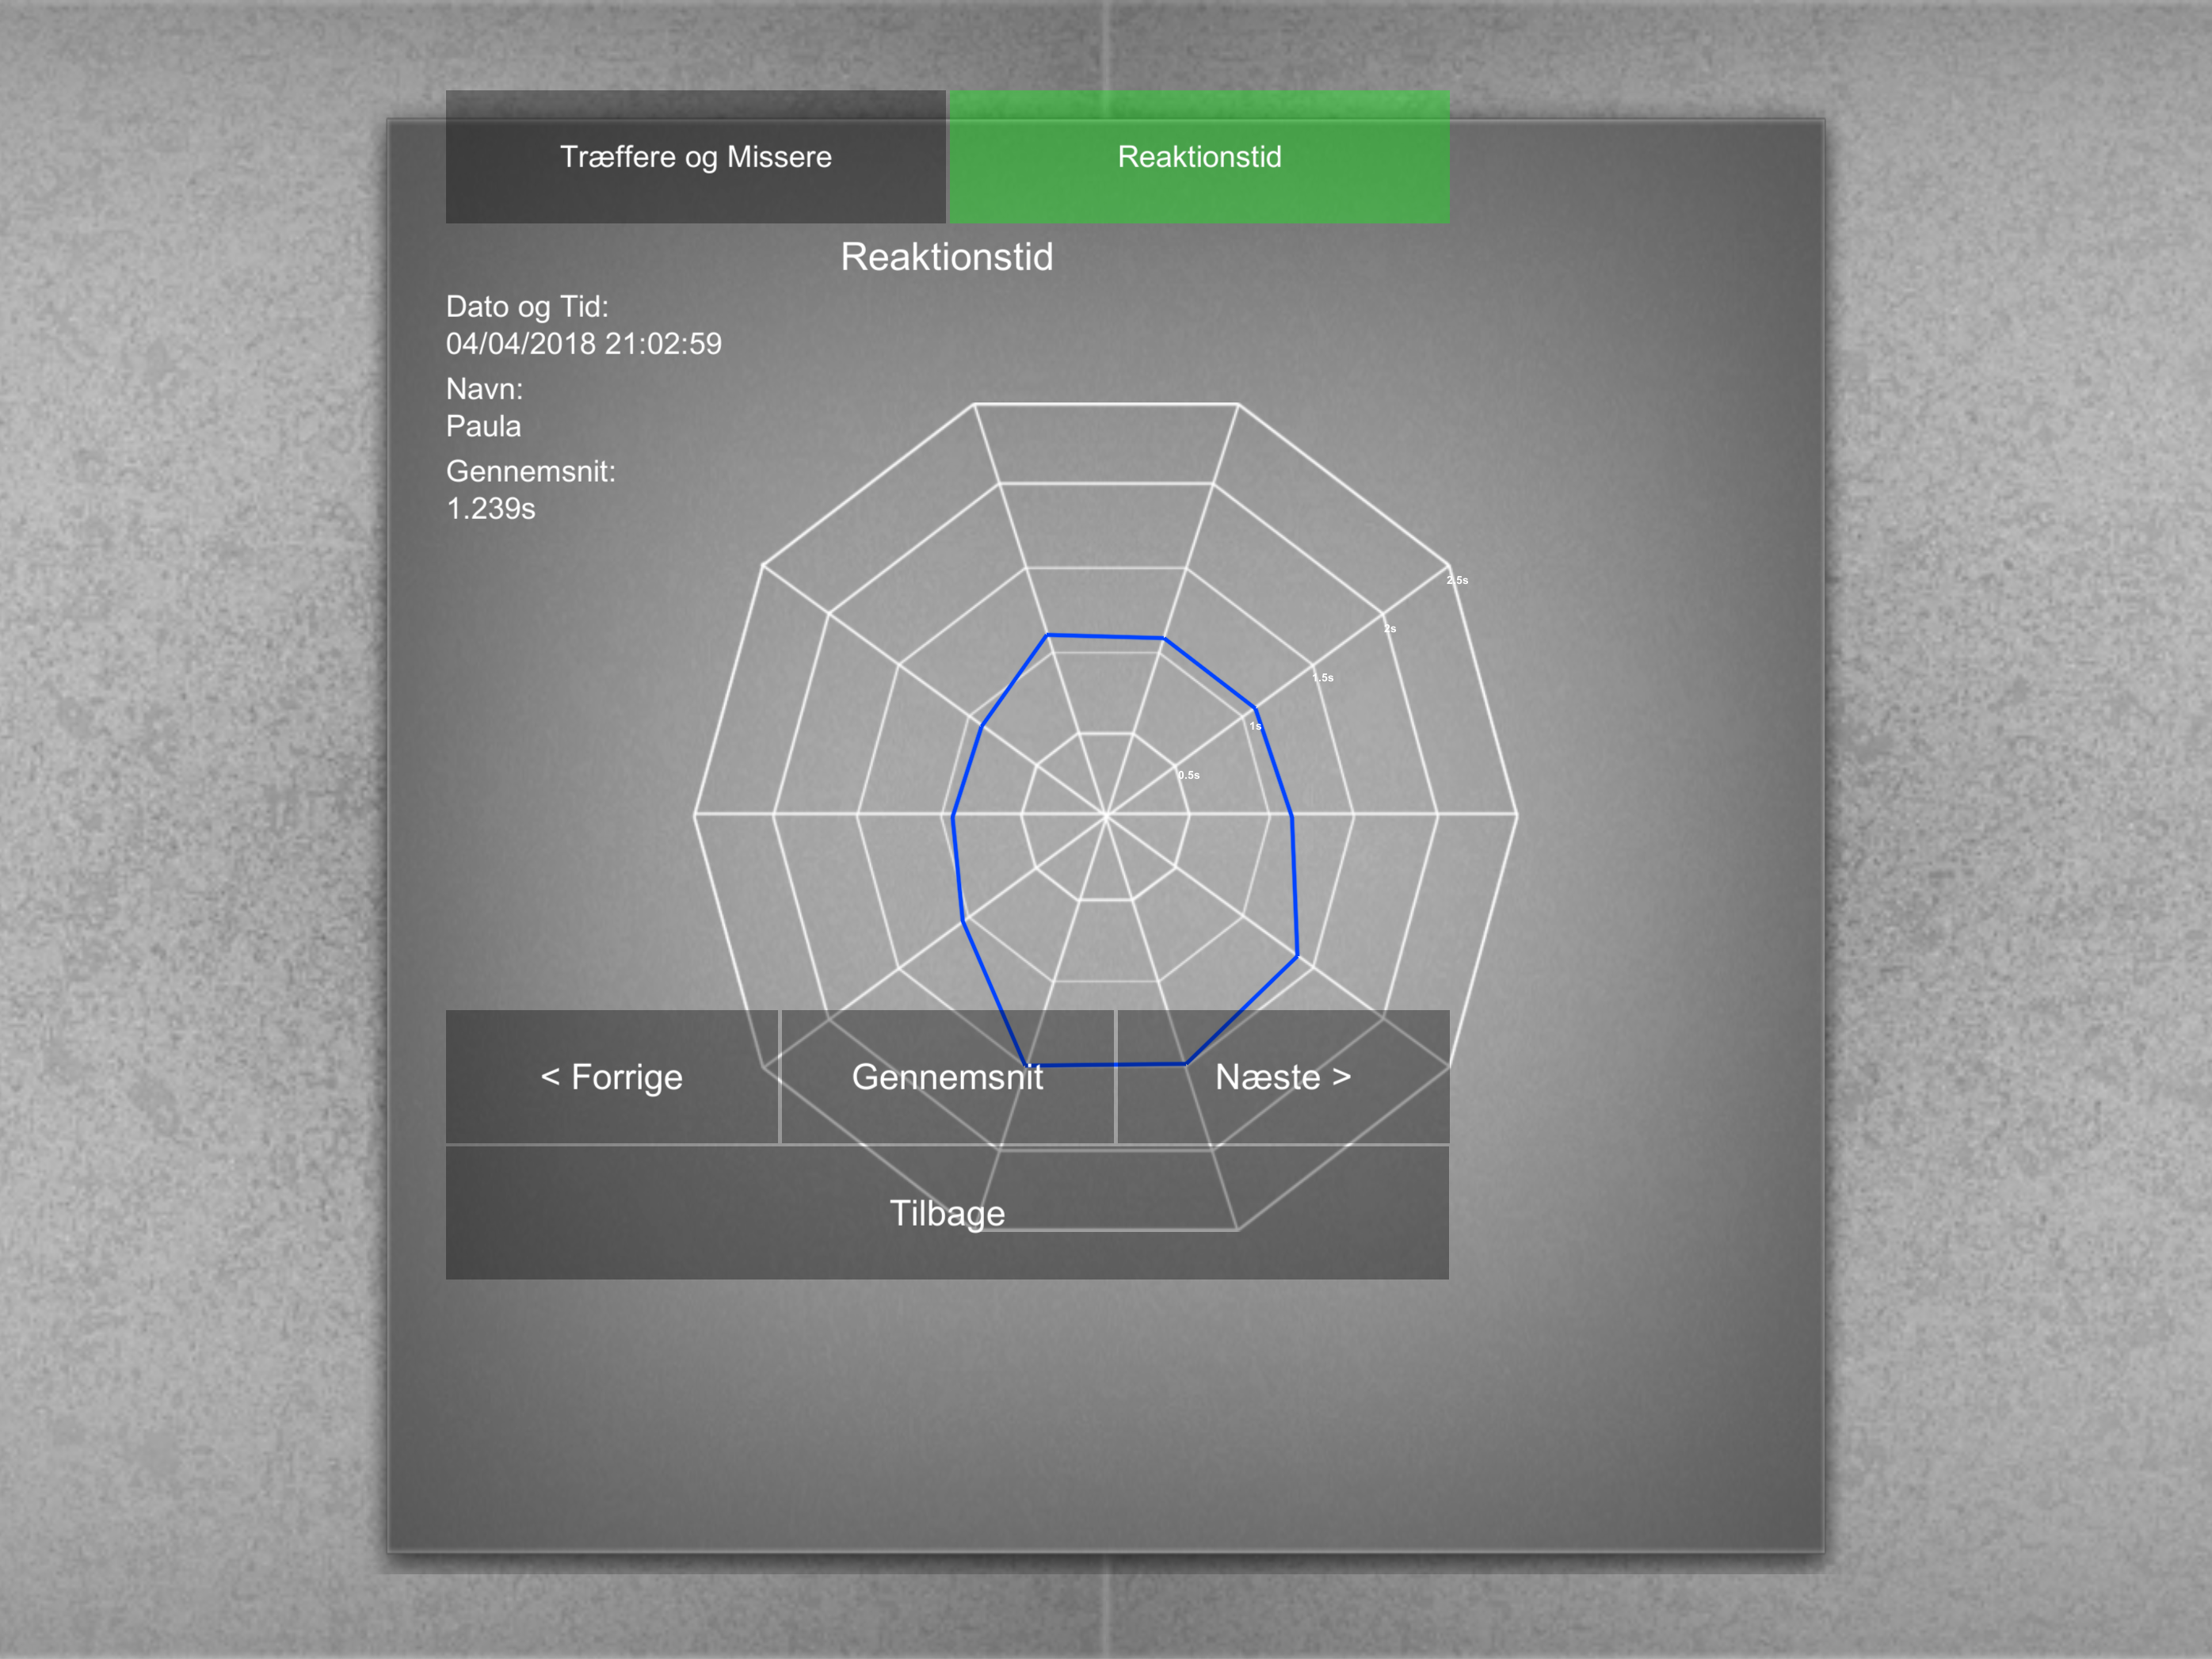 Træffere og Missere
Reaktionstid
Reaktionstid
Dato og Tid:
04/04/2018 21:02:59
Navn:
Paula
Gennemsnit:
1.239s
2.5s
2s
1.5s
1s
0.5s
< Forrige
Gennemsnit
Næste >
Tilbage